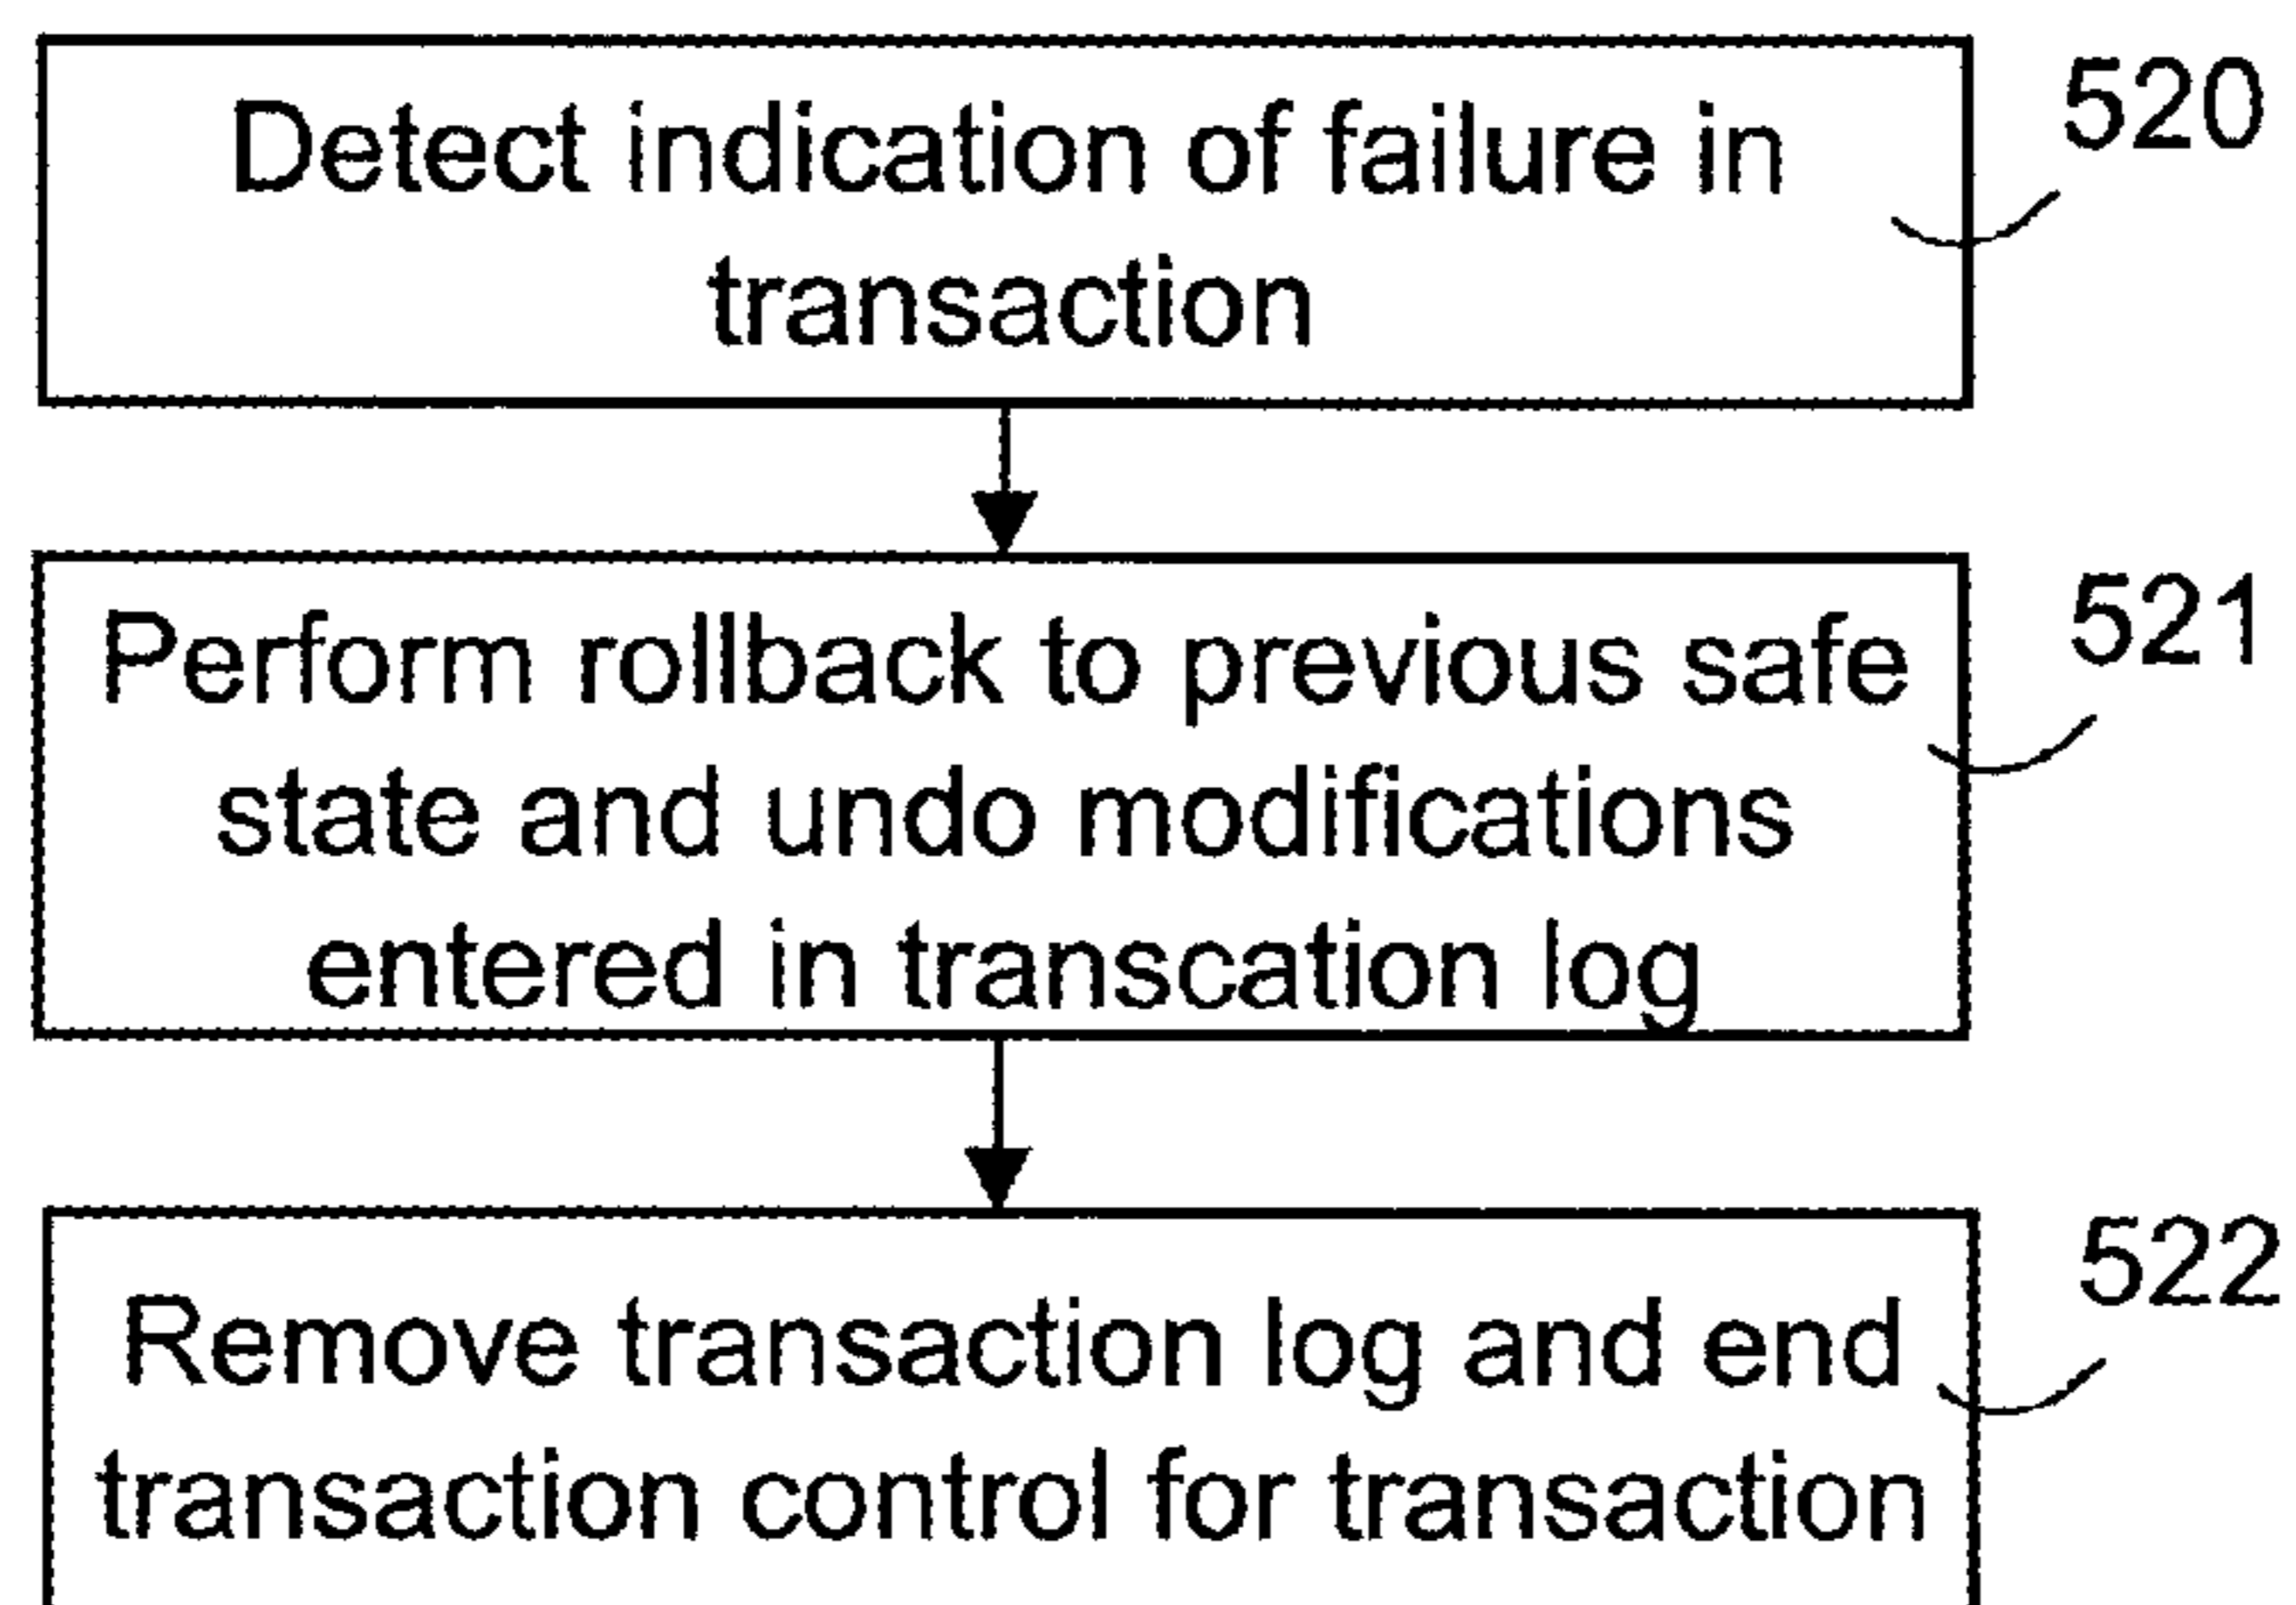 Detect indication of failure in
transaction
520
Perform rollback to previous safe
state and undo modifications
entered in transcation log
521
Remove transaction log and end
transaction control for transaction
522